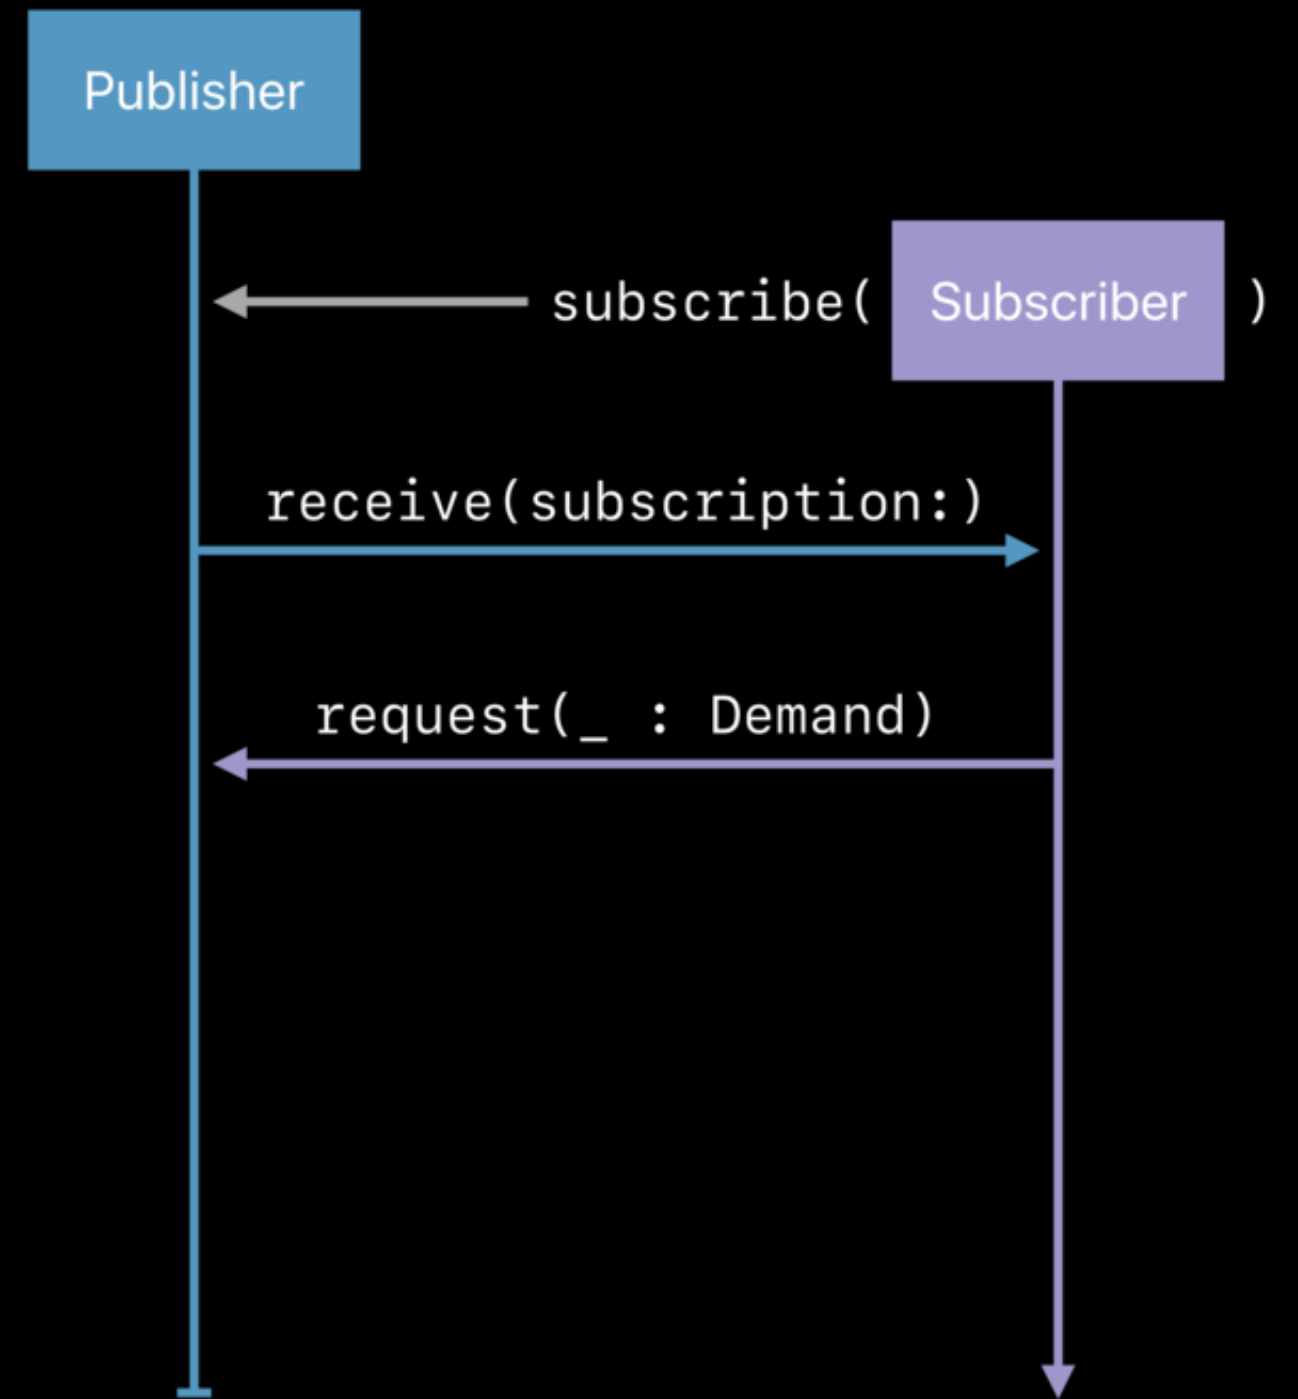 Publisher
subscribe( Subscriber )
receive(subscription:)
request(_ : Demand)